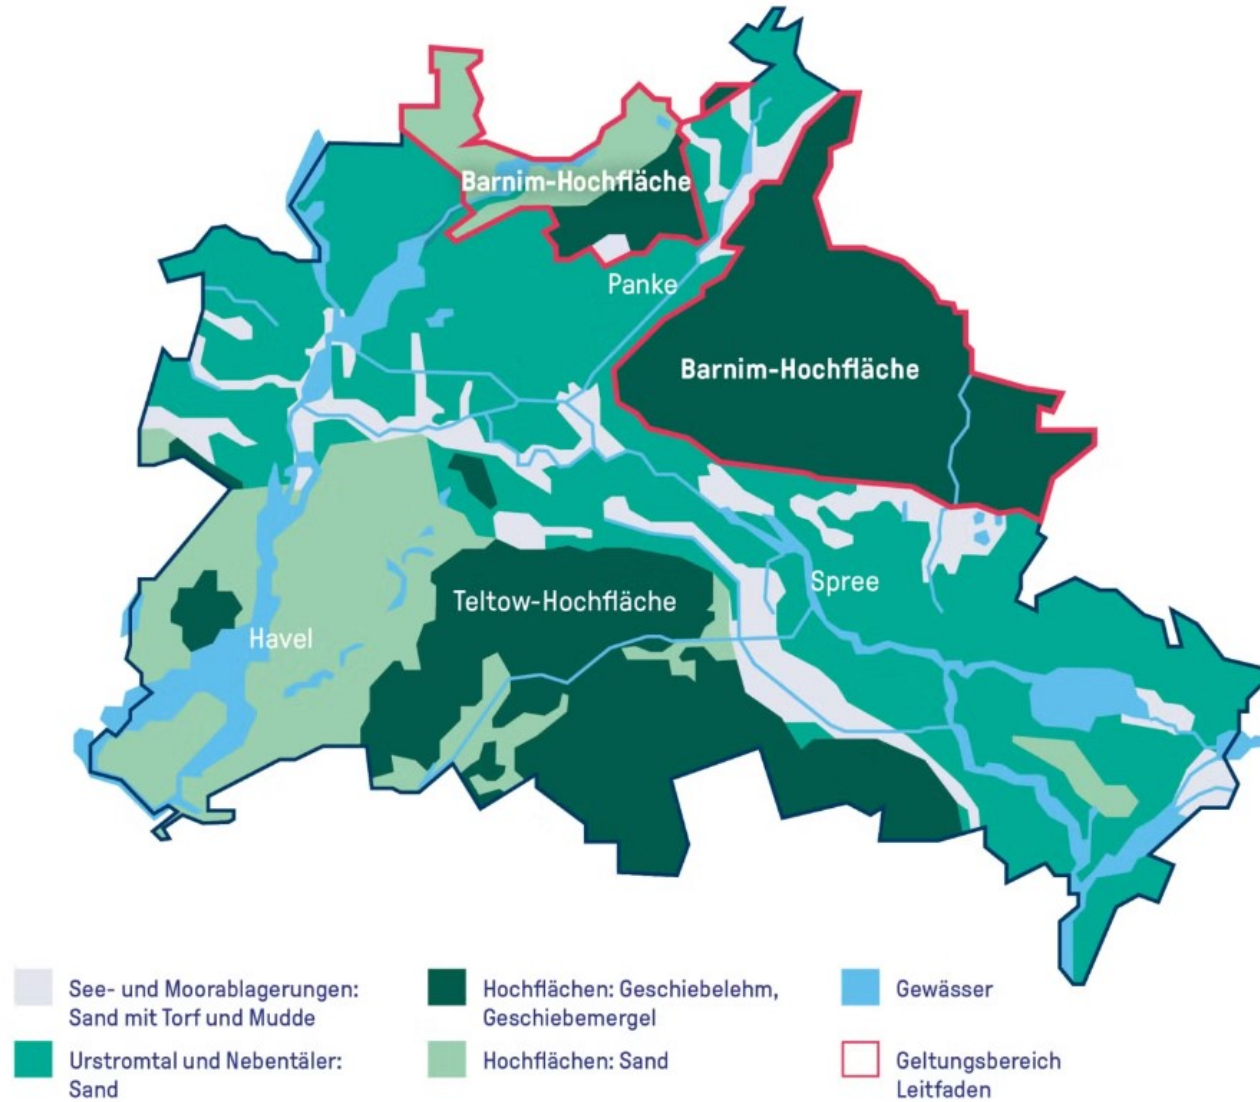 Barnim-Hochfläche
Panke
Barnim-Hochfläche
Spree
Teltow-Hochfläche
Havel
See- und Moorablagerungen:
Sand mit Torf und Mudde
Urstromtal und Nebentäler:
Sand
Hochflächen: Geschiebelehm,
Geschiebemergel
Hochflächen: Sand
Gewässer
Geltungsbereich
Leitfaden